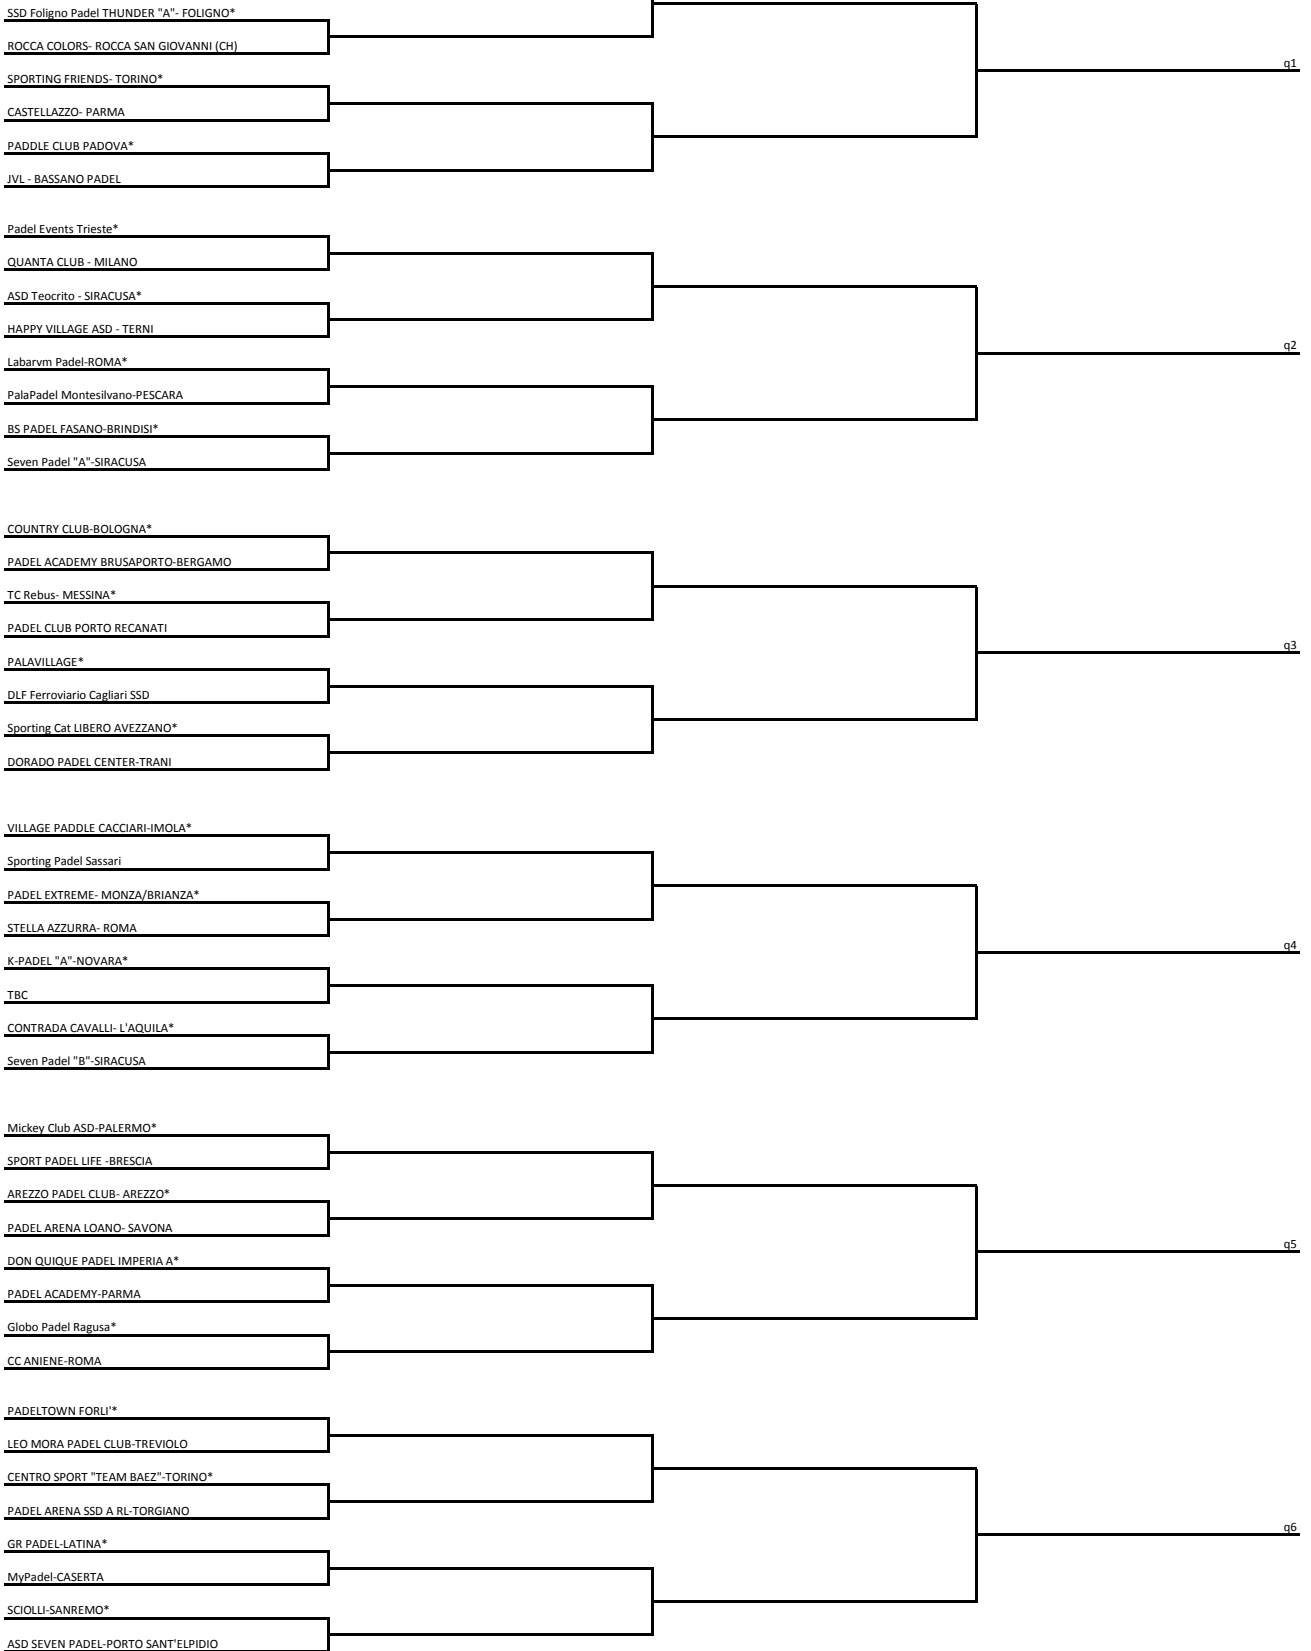 SSD Foligno Padel THUNDER "A"- FOLIGNO*
ROCCA COLORS- ROCCA SAN GIOVANNI (CH)
q1
SPORTING FRIENDS- TORINO*
CASTELLAZZO- PARMA
PADDLE CLUB PADOVA*
JVL - BASSANO PADEL
Padel Events Trieste*
QUANTA CLUB - MILANO
ASD Teocrito - SIRACUSA*
HAPPY VILLAGE ASD - TERNI
q2
Labarvm Padel-ROMA*
PalaPadel Montesilvano-PESCARA
BS PADEL FASANO-BRINDISI*
Seven Padel "A"-SIRACUSA
COUNTRY CLUB-BOLOGNA*
PADEL ACADEMY BRUSAPORTO-BERGAMO
TC Rebus- MESSINA*
PADEL CLUB PORTO RECANATI
q3
PALAVILLAGE*
DLF Ferroviario Cagliari SSD
Sporting Cat LIBERO AVEZZANO*
DORADO PADEL CENTER-TRANI
VILLAGE PADDLE CACCIARI-IMOLA*
Sporting Padel Sassari
PADEL EXTREME- MONZA/BRIANZA*
STELLA AZZURRA- ROMA
q4
K-PADEL "A"-NOVARA*
TBC
CONTRADA CAVALLI- L'AQUILA*
Seven Padel "B"-SIRACUSA
Mickey Club ASD-PALERMO*
SPORT PADEL LIFE -BRESCIA
AREZZO PADEL CLUB- AREZZO*
PADEL ARENA LOANO- SAVONA
q5
DON QUIQUE PADEL IMPERIA A*
PADEL ACADEMY-PARMA
Globo Padel Ragusa*
CC ANIENE-ROMA
PADELTOWN FORLI'*
LEO MORA PADEL CLUB-TREVIOLO
CENTRO SPORT "TEAM BAEZ"-TORINO*
PADEL ARENA SSD A RL-TORGIANO
q6
GR PADEL-LATINA*
MyPadel-CASERTA
SCIOLLI-SANREMO*
ASD SEVEN PADEL-PORTO SANT'ELPIDIO